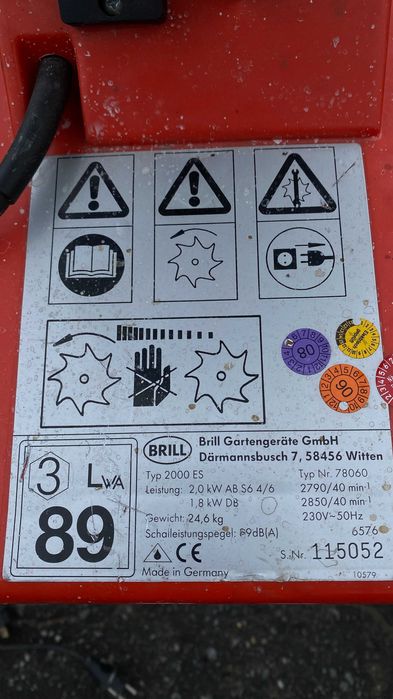 3 LWA
89
BRILL
Brill Gartengeräte GmbH
Därmannsbusch 7, 58456 Witten
Typ 2000 ES Typ Nr. 78060
Leistung: 2,0 kW AB S6 4/6 2790/40 min-1
1,8 kW DB 2850/40 min-1
Gewicht: 24,6 kg 230V~50Hz
Schalleistungspegel: 89dB(A) 6576
CE S.-Nr. 115052
Made in Germany 10579
08
06